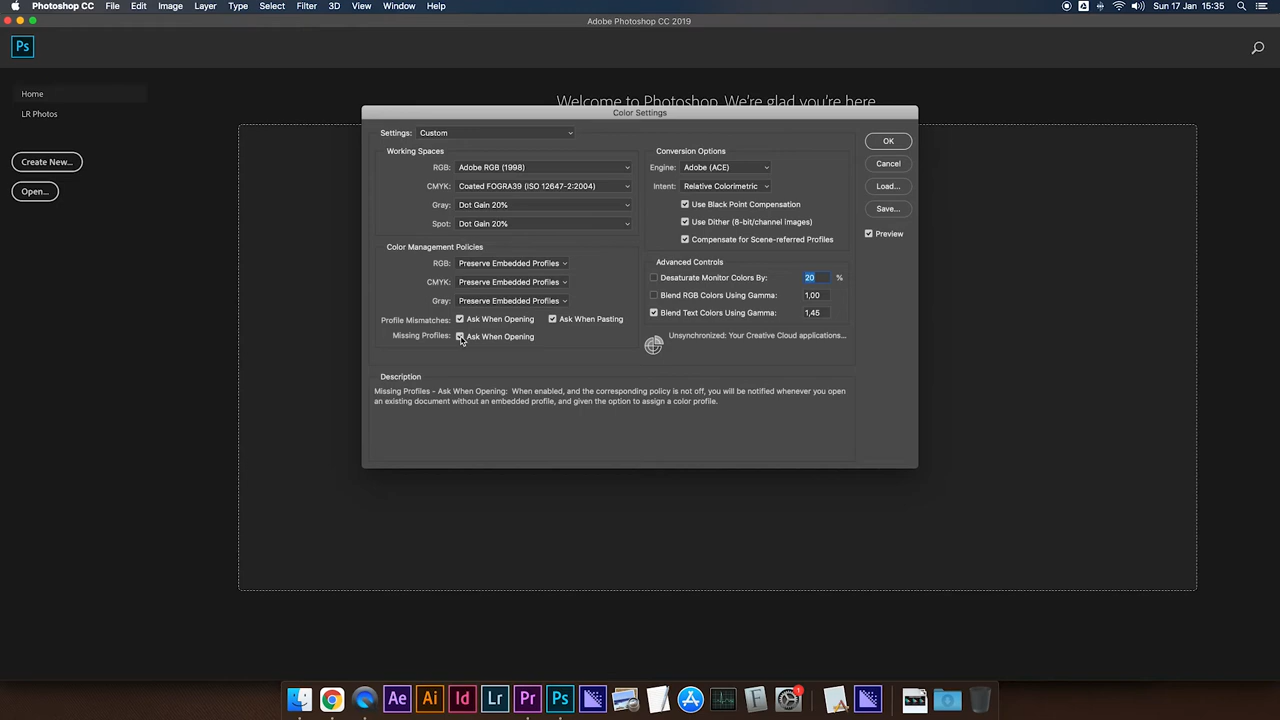 Photoshop CC File Edit Image Layer Type Select Filter 3D View Window Help Sun 17 Jan 15:35
Adobe Photoshop CC 2019
Ps
Home
LR Photos
Create New...
Open...
Welcome to Photoshop. We're glad you're here
Color Settings
Settings: Custom
Working Spaces
RGB: Adobe RGB (1998)
CMYK: Coated FOGRA39 (ISO 12647-2:2004)
Gray: Dot Gain 20%
Spot: Dot Gain 20%
Color Management Policies
RGB: Preserve Embedded Profiles
CMYK: Preserve Embedded Profiles
Gray: Preserve Embedded Profiles
Profile Mismatches: Ask When Opening Ask When Pasting
Missing Profiles: Ask When Opening
Conversion Options
Engine: Adobe (ACE)
Intent: Relative Colorimetric
Use Black Point Compensation
Use Dither (8-bit/channel images)
Compensate for Scene-referred Profiles
Advanced Controls
Desaturate Monitor Colors By: 20 %
Blend RGB Colors Using Gamma: 1,00
Blend Text Colors Using Gamma: 1,45
Unsynchronized: Your Creative Cloud applications...
OK
Cancel
Load...
Save...
Preview
Description
Missing Profiles - Ask When Opening: When enabled, and the corresponding policy is not off, you will be notified whenever you open
an existing document without an embedded profile, and given the option to assign a color profile.
Ae Ai Id Lr Pr Ps 1